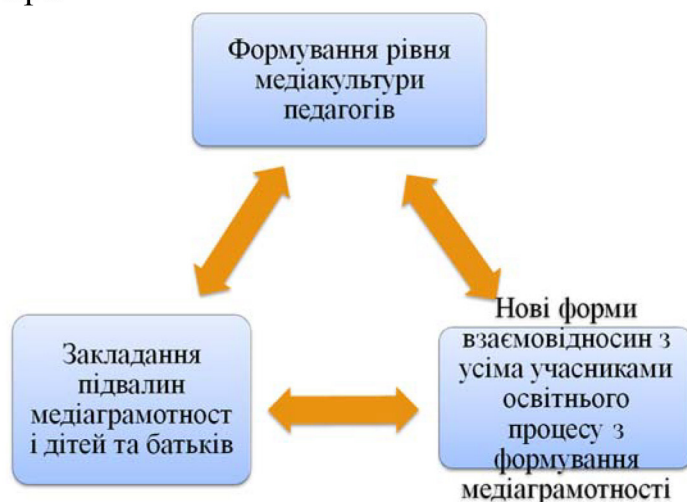 Формування рівня
медіакультури
педагогів
Закладання
підвалин
медіаграмотност
і дітей та батьків
Нові форми
взаємовідносин з
усіма учасниками
освітнього
процесу з
формування
медіаграмотності